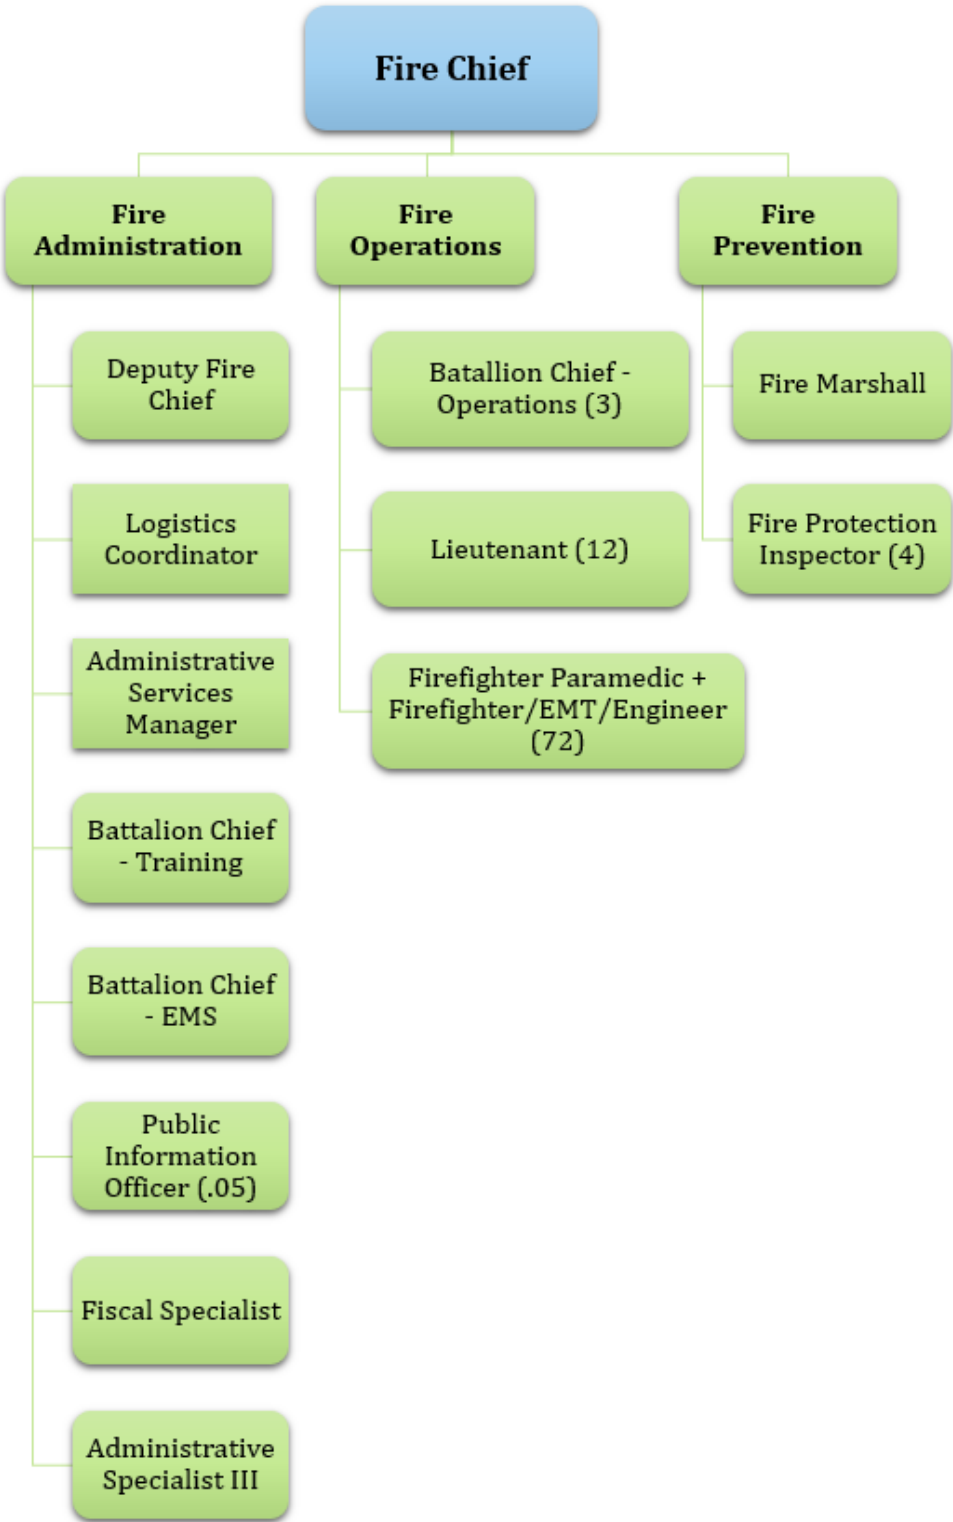 Fire Chief
Fire
Administration
Fire
Operations
Fire
Prevention
Deputy Fire
Chief
Logistics
Coordinator
Administrative
Services
Manager
Battalion Chief
- Training
Battalion Chief
- EMS
Public
Information
Officer (.05)
Fiscal Specialist
Administrative
Specialist III
Batallion Chief -
Operations (3)
Lieutenant (12)
Firefighter Paramedic +
Firefighter/EMT/Engineer
(72)
Fire Marshall
Fire Protection
Inspector (4)